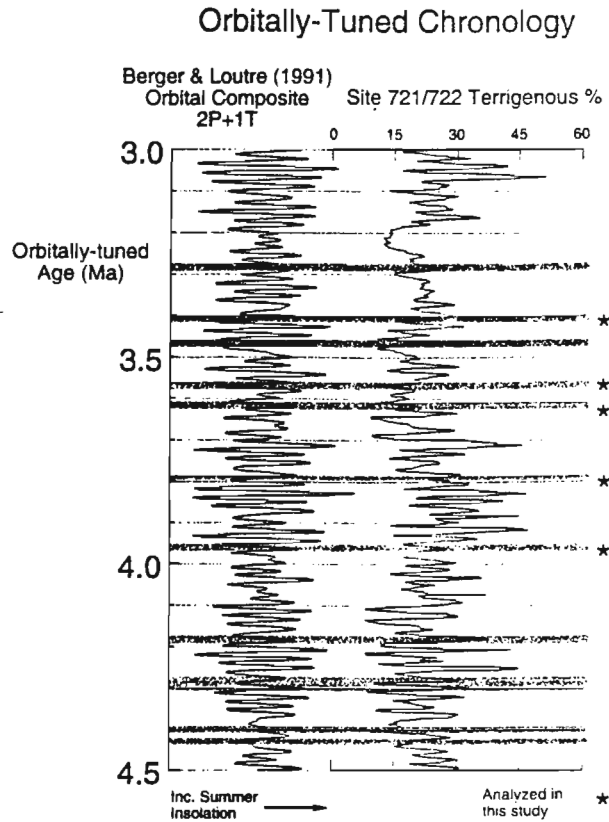 Orbitally-Tuned Chronology
Berger & Loutre (1991)
Orbital Composite
2P+1T
Site 721/722 Terrigenous %
0 15 30 45 60
3.0
Orbitally-tuned
Age (Ma)
3.5
4.0
4.5
Inc. Summer
Insolation
Analyzed in
this study